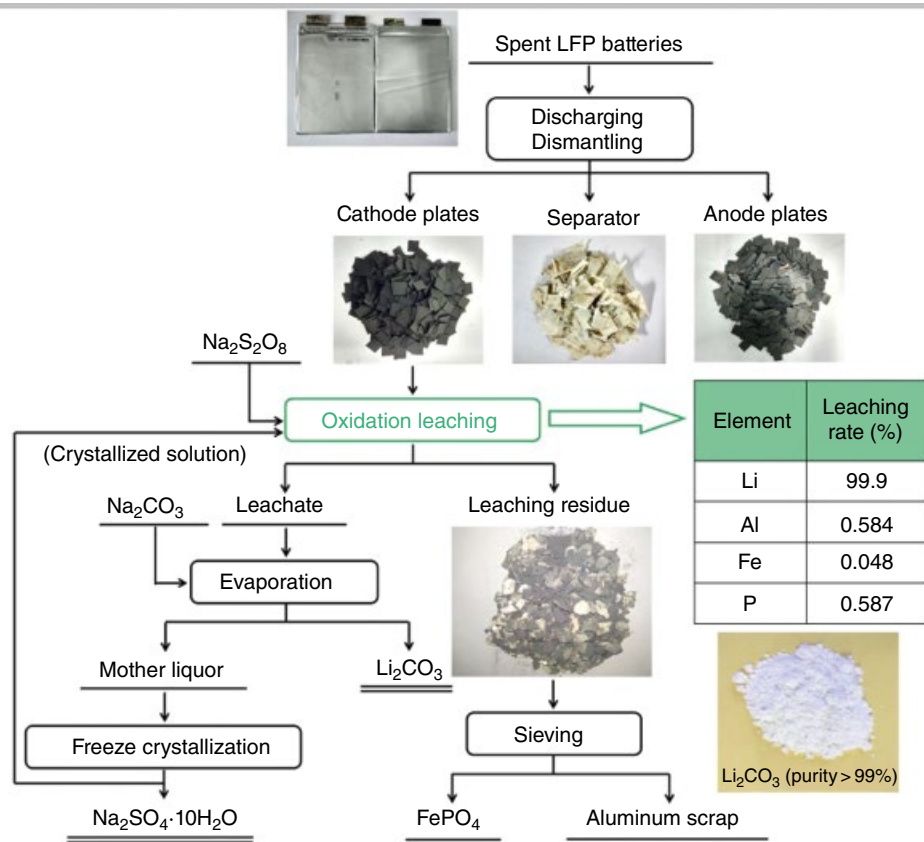 Spent LFP batteries
Discharging
Dismantling
Cathode plates
Separator
Anode plates
Na₂S₂O₈
Oxidation leaching
(Crystallized solution)
Element
Leaching
rate (%)
Li
99.9
Al
0.584
Fe
0.048
P
0.587
Na₂CO₃
Leachate
Leaching residue
Evaporation
Mother liquor
Li₂CO₃
Freeze crystallization
Sieving
Li₂CO₃ (purity > 99%)
Na₂SO₄·10H₂O
FePO₄
Aluminum scrap